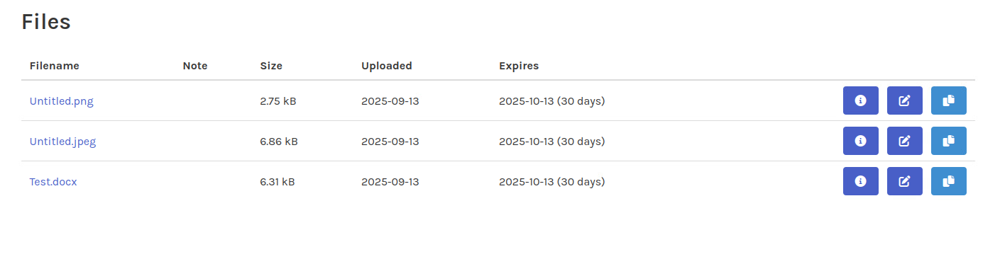 Files
Filename Note Size Uploaded Expires
Untitled.png 2.75 kB 2025-09-13 2025-10-13 (30 days)
Untitled.jpeg 6.86 kB 2025-09-13 2025-10-13 (30 days)
Test.docx 6.31 kB 2025-09-13 2025-10-13 (30 days)